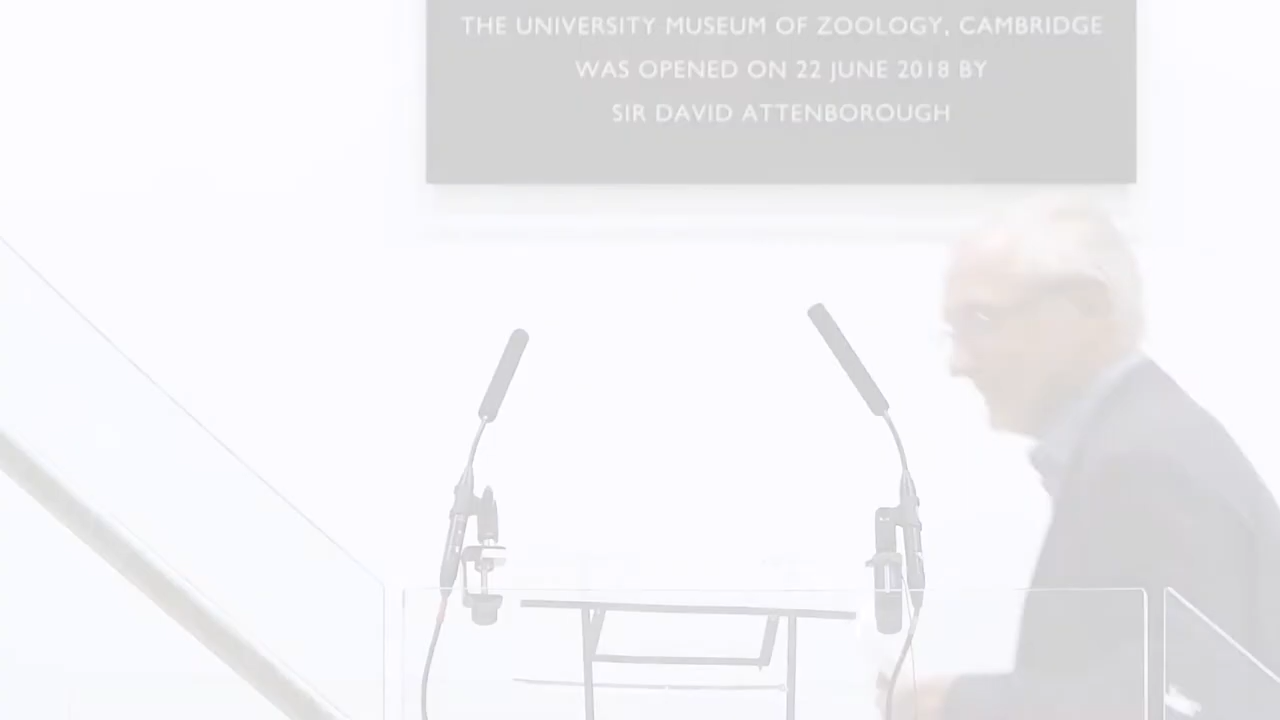 THE UNIVERSITY MUSEUM OF ZOOLOGY, CAMBRIDGE
WAS OPENED ON 22 JUNE 2018 BY
SIR DAVID ATTENBOROUGH